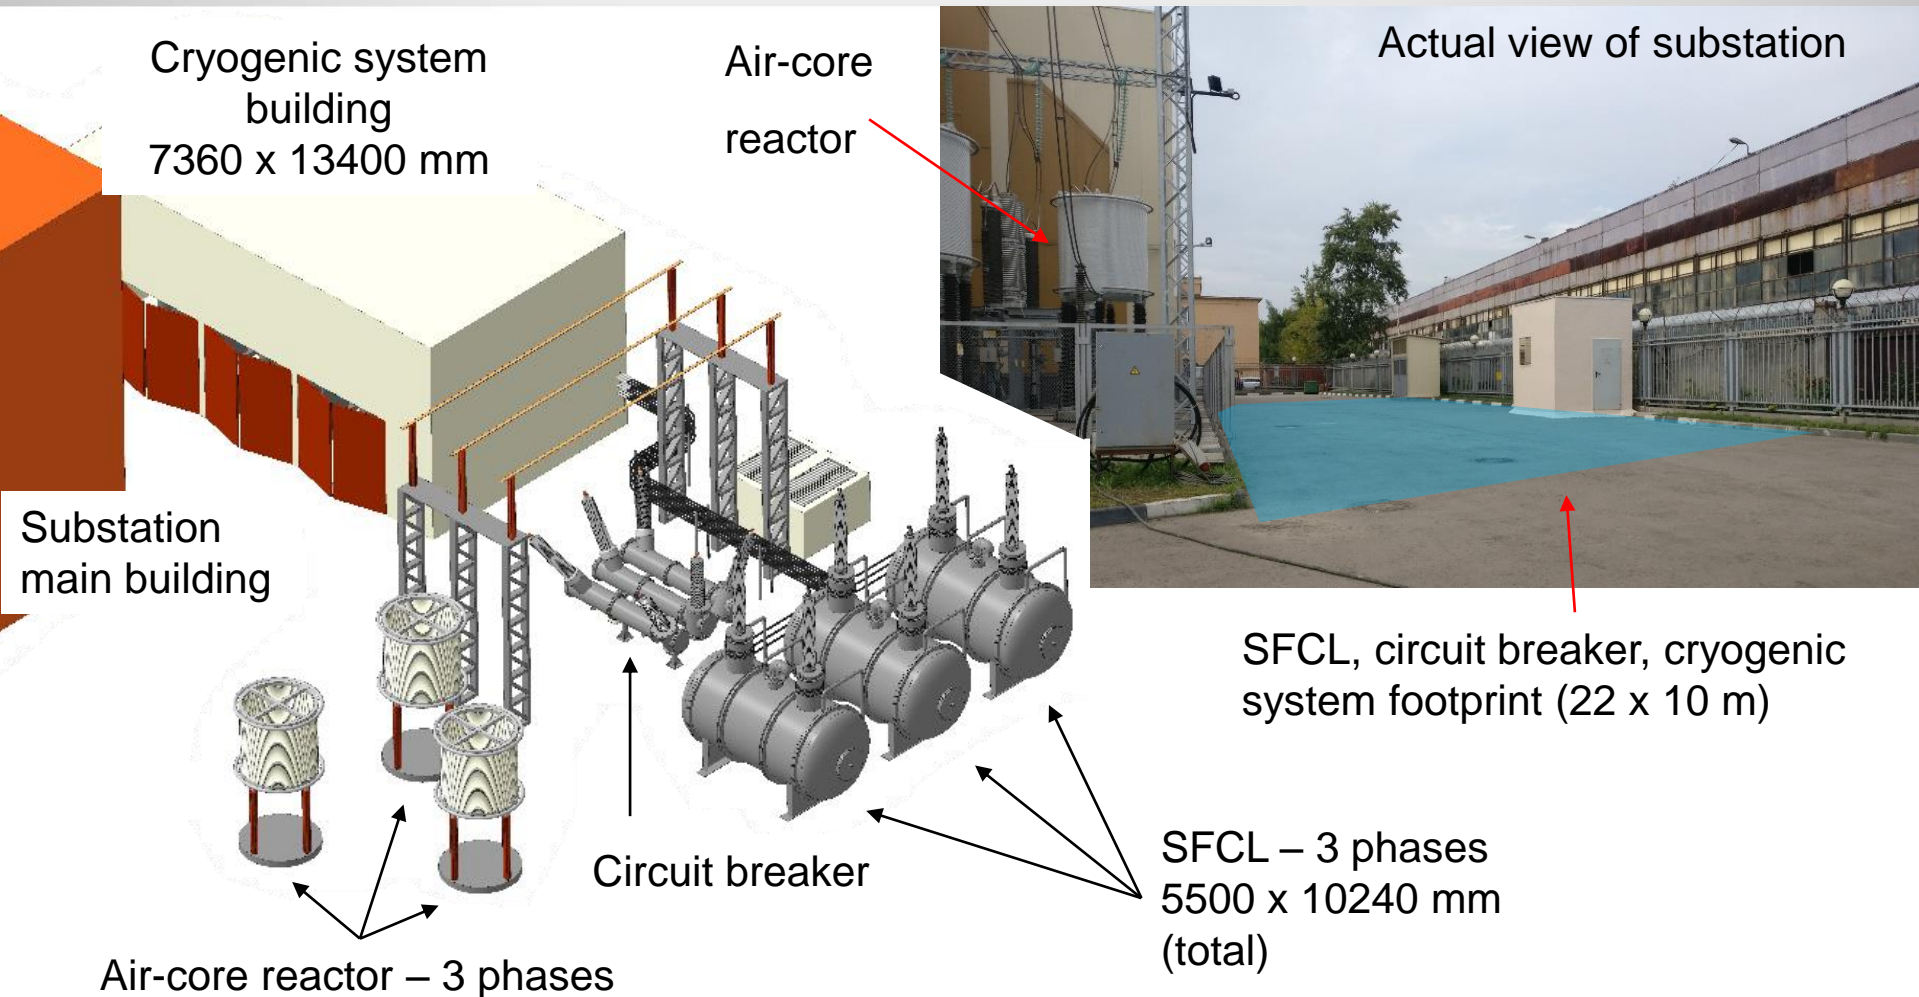 Cryogenic system
building
7360 x 13400 mm
Air-core
reactor
Actual view of substation
Substation
main building
SFCL, circuit breaker, cryogenic
system footprint (22 x 10 m)
Circuit breaker
SFCL – 3 phases
5500 x 10240 mm
(total)
Air-core reactor – 3 phases